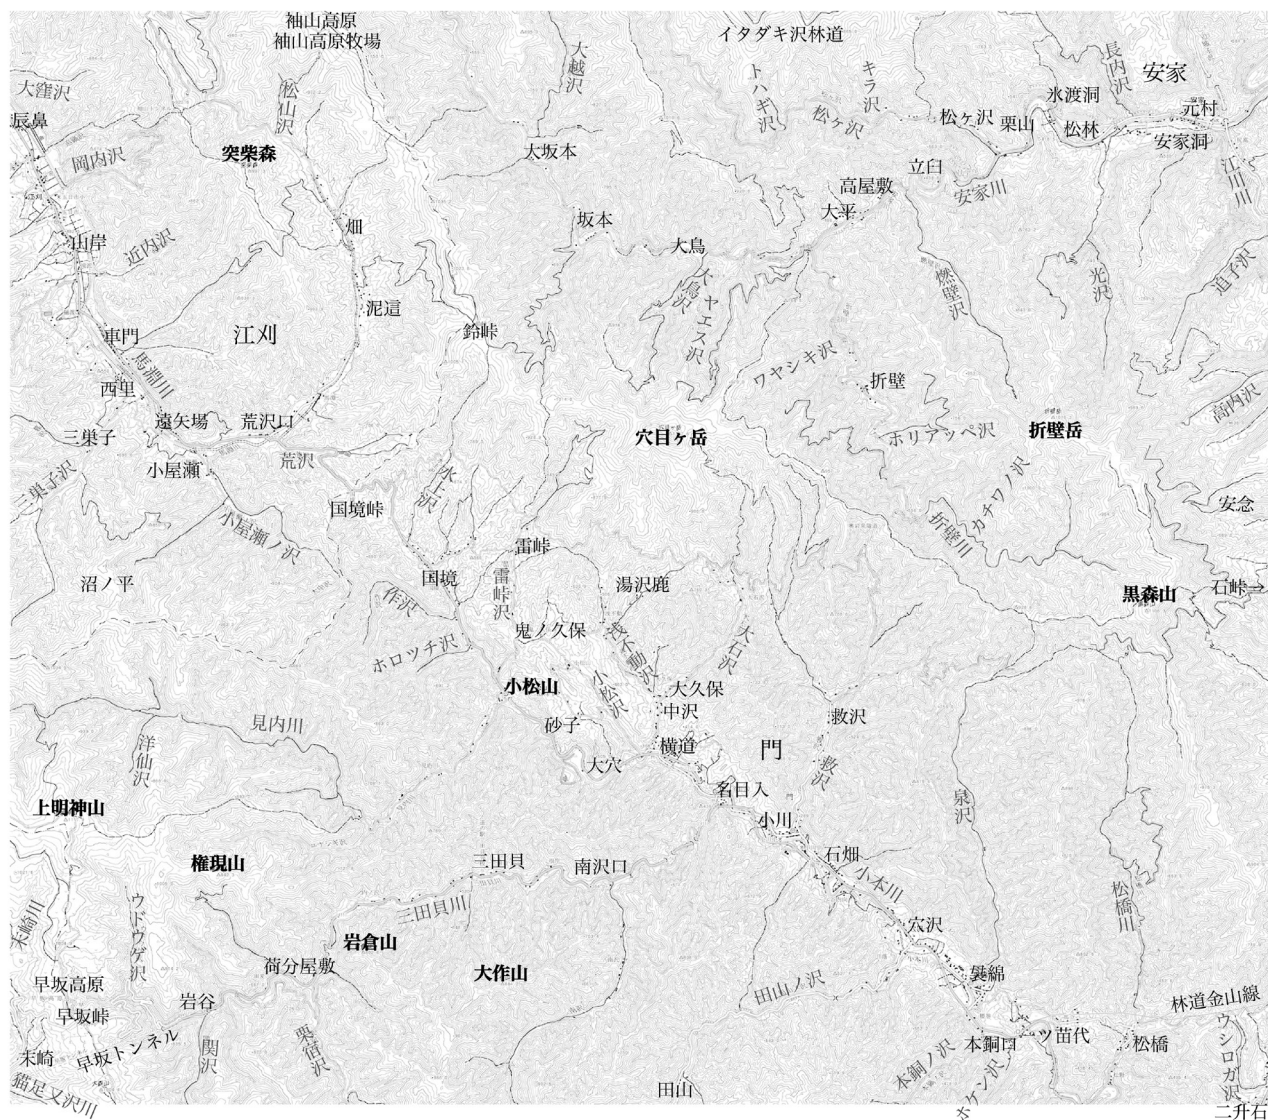 袖山高原
袖山高原牧場
イタダキ沢林道
大越沢
長内沢
安家
トハギ沢
キラ沢
大窪沢
松山沢
氷渡洞
元村
辰鼻
松ヶ沢
松ヶ沢
栗山
松林
安家洞
突柴森
岡内沢
大坂本
立臼
江川川
高屋敷
安家川
大平
畑
坂本
山岸
近内沢
大鳥
大鳥沢
ヤエス沢
燃壁沢
光沢
迫子沢
泥這
車門
江刈
鈴峠
馬淵川
ワヤシキ沢
西里
折壁
高内沢
遠矢場
荒沢口
三巣子
穴目ヶ岳
ホリアッペ沢
折壁岳
小屋瀬
荒沢
三巣子沢
水上沢
カチワノ沢
国境峠
安念
小屋瀬ノ沢
折壁川
雷峠
沼ノ平
国境
雷峠沢
湯沢鹿
石峠→
黒森山
作沢
鬼ノ久保
浅不動沢
大石沢
ホロツチ沢
小松山
小松沢
大久保
中沢
救沢
見内川
砂子
洋仙沢
横道
門
大穴
救沢
名目入
泉沢
上明神山
小川
権現山
三田貝
南沢口
石畑
小本川
松橋川
ウドウゲ沢
三田貝川
末崎川
穴沢
岩倉山
荷分屋敷
大作山
襲綿
早坂高原
田山ノ沢
岩谷
林道金山線
早坂峠
ウシロガ沢
早坂トンネル
関沢
栗宿沢
本銅口
ツ苗代
松橋
末崎
本銅ノ沢
ホケン沢
猫足又沢川
田山
二升石